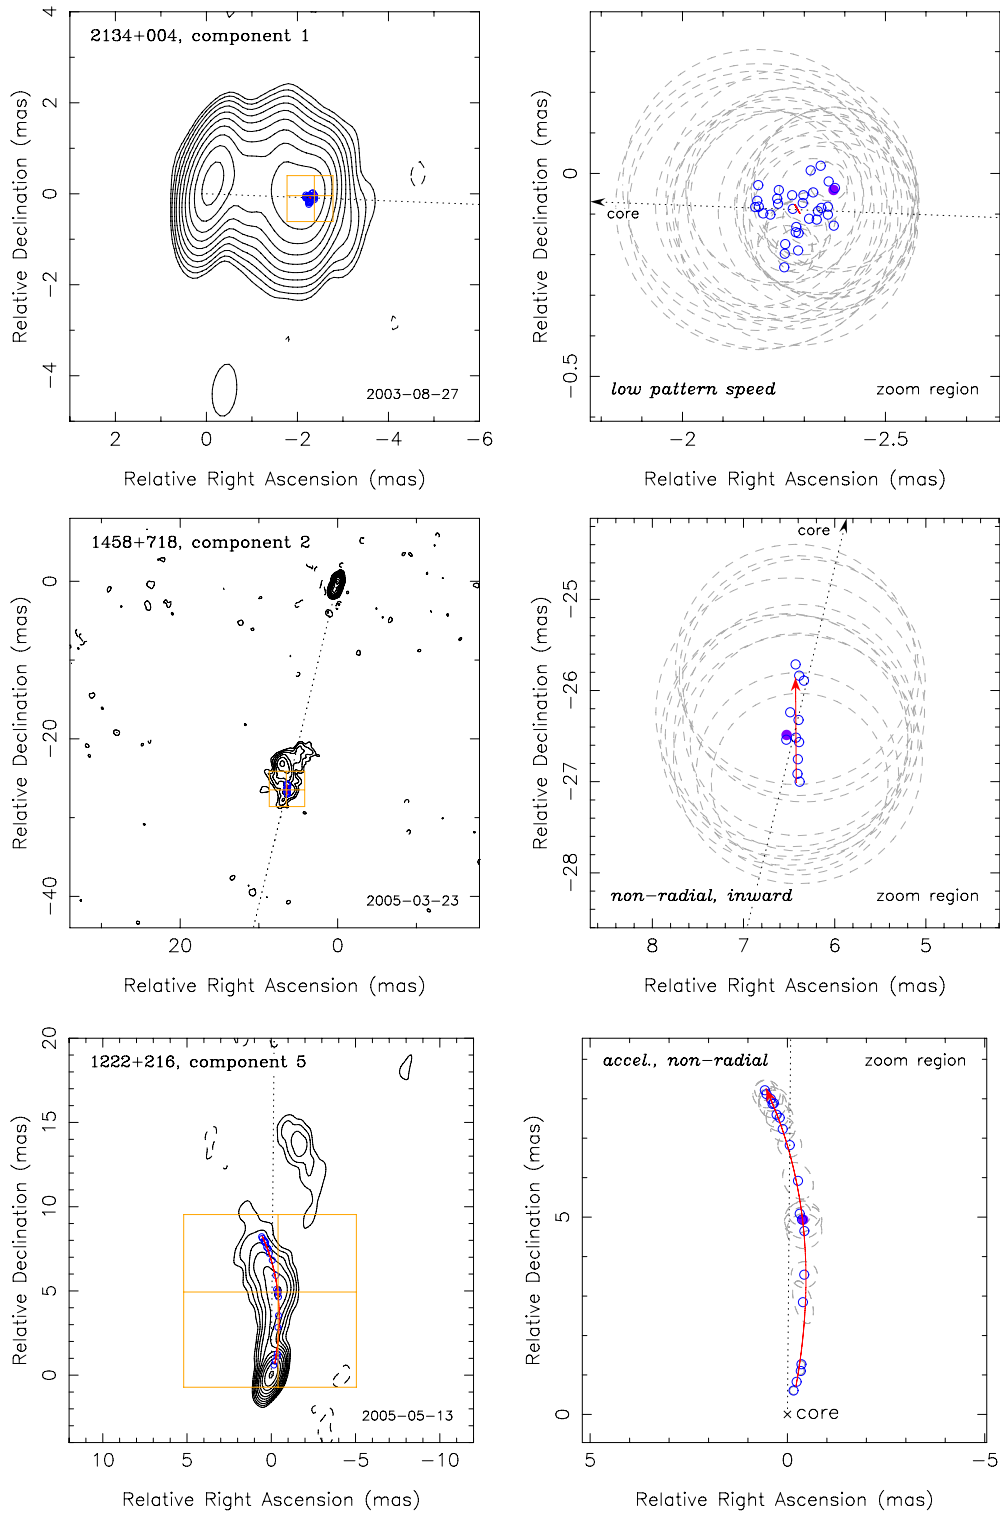 2134+004, component 1
4
2
0
−2
−4
Relative Declination (mas)
2003−08−27
2
0
−2
−4
−6
Relative Right Ascension (mas)
0
−0.5
Relative Declination (mas)
core
low pattern speed
zoom region
−2
−2.5
Relative Right Ascension (mas)
1458+718, component 2
0
−20
−40
Relative Declination (mas)
2005−03−23
20
0
Relative Right Ascension (mas)
core
−25
−26
−27
−28
Relative Declination (mas)
non−radial, inward
zoom region
8
7
6
5
Relative Right Ascension (mas)
1222+216, component 5
20
15
10
5
0
Relative Declination (mas)
2005−05−13
10
5
0
−5
−10
Relative Right Ascension (mas)
accel., non−radial
zoom region
5
0
Relative Declination (mas)
core
5
0
−5
Relative Right Ascension (mas)